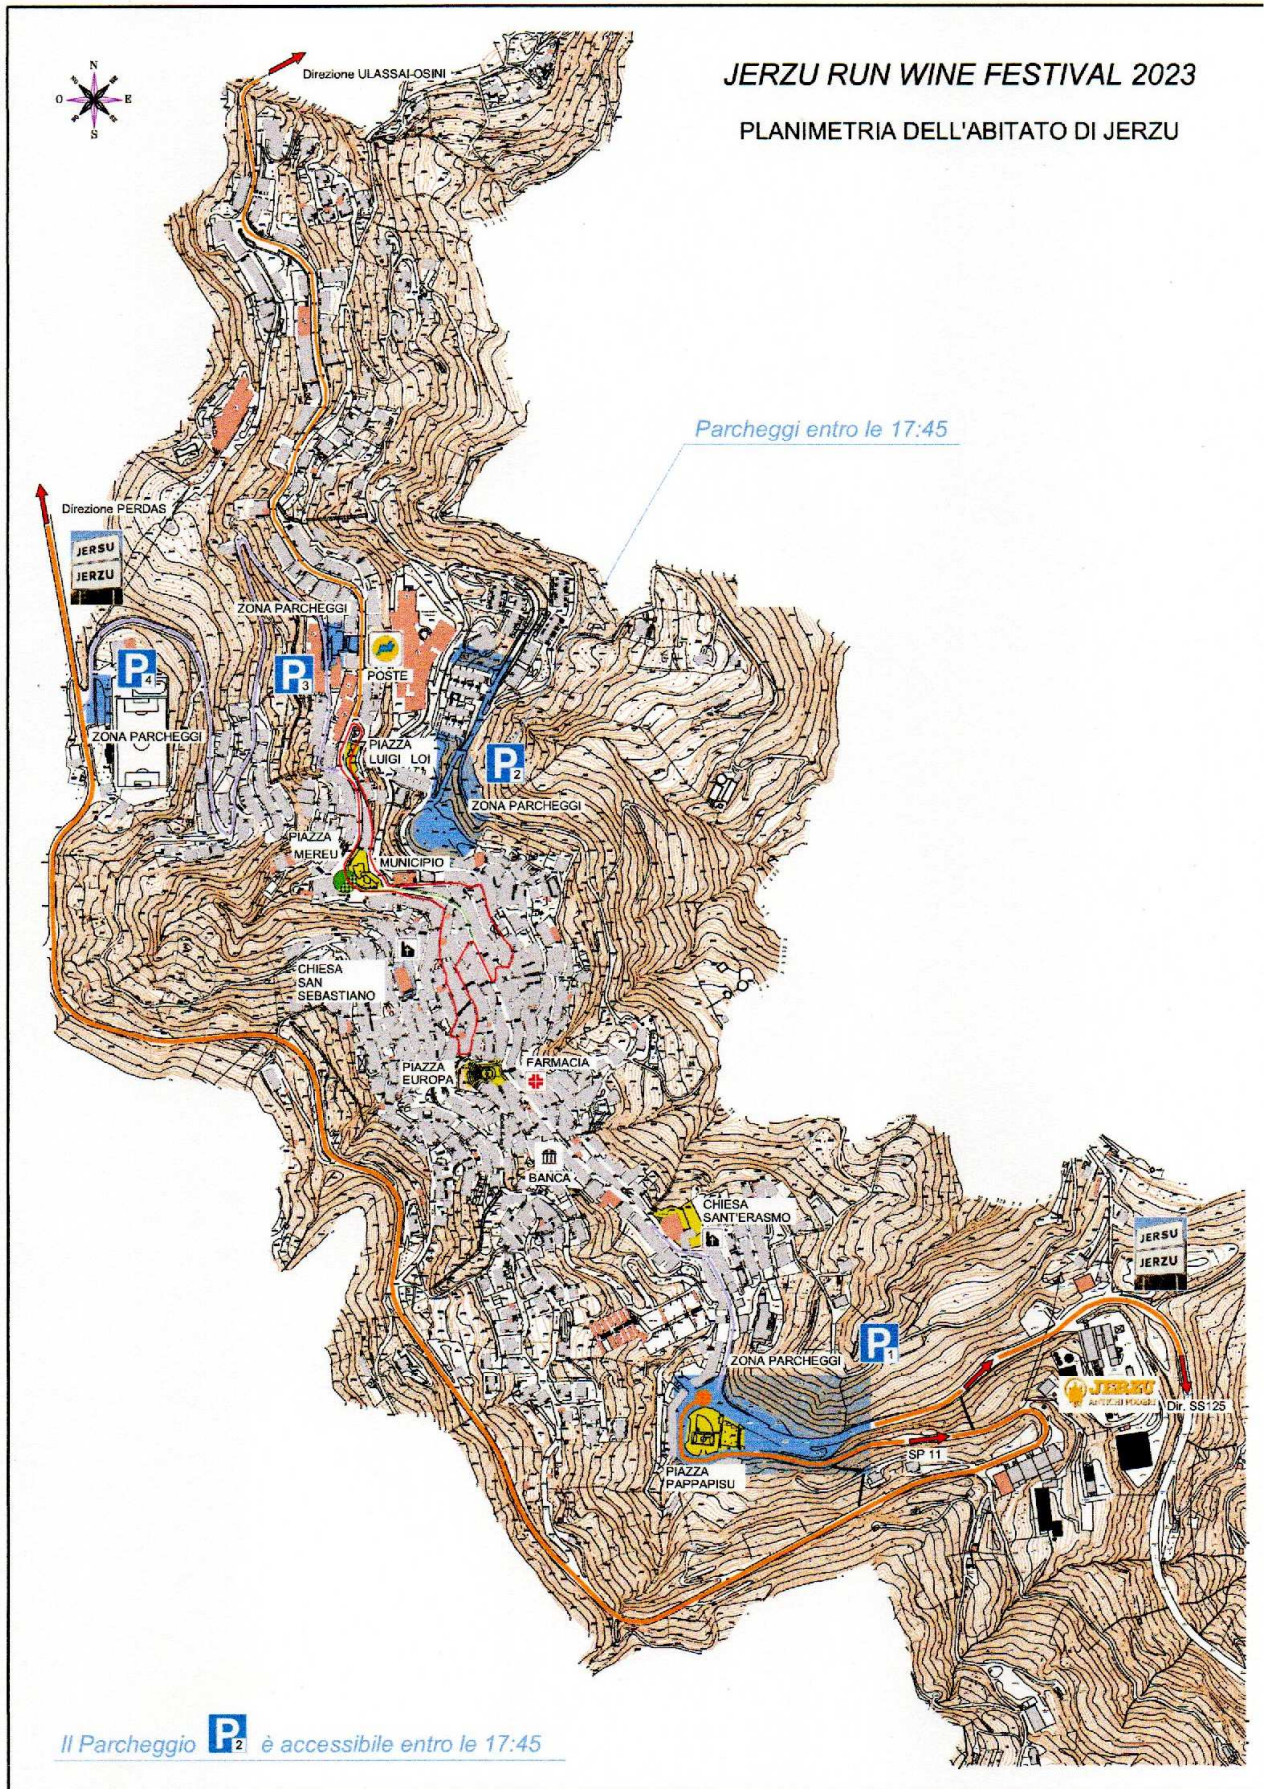 JERZU RUN WINE FESTIVAL 2023
PLANIMETRIA DELL'ABITATO DI JERZU
N
O
E
S
Direzione ULASSAI-OSINI
Parcheggi entro le 17:45
Direzione PERDAS
JERSU
JERZU
ZONA PARCHEGGI
P4
P3
POSTE
ZONA PARCHEGGI
PIAZZA
LUIGI LOI
P2
ZONA PARCHEGGI
PIAZZA
MEREU
MUNICIPIO
CHIESA
SAN
SEBASTIANO
PIAZZA
EUROPA
FARMACIA
BANCA
CHIESA
SANT'ERASMO
JERSU
JERZU
P1
ZONA PARCHEGGI
JERZU
ANTICHI PODERI
Dir. SS125
SP 11
PIAZZA
PAPPAPISU
Il Parcheggio P2 è accessibile entro le 17:45